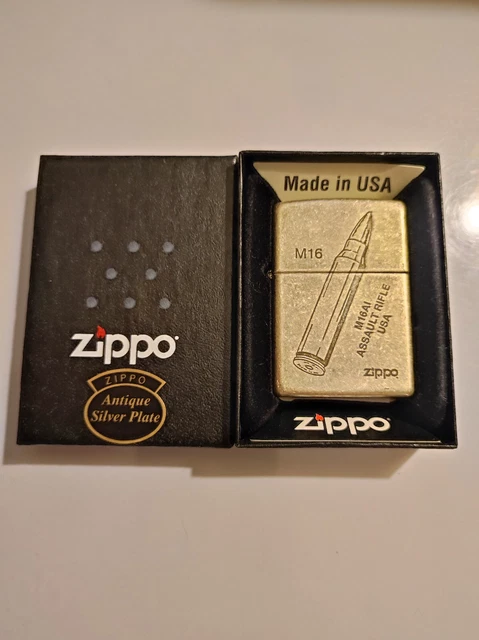 zippo
ZIPPO
Antique
Silver Plate
Made in USA
M16
M16A1
ASSAULT RIFLE
USA
zippo
zippo